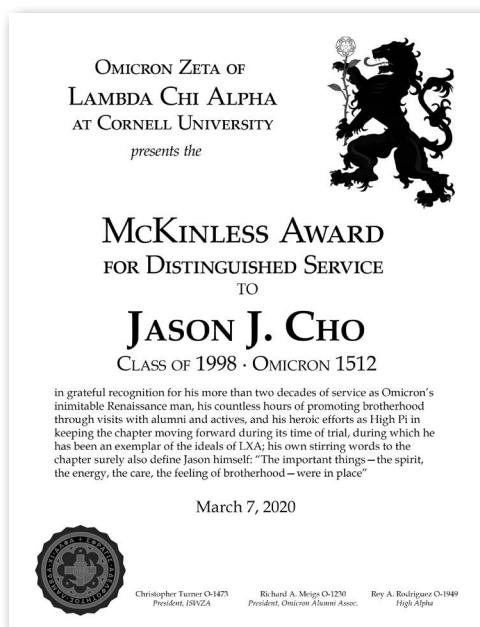 OMICRON ZETA OF
LAMBDA CHI ALPHA
AT CORNELL UNIVERSITY
presents the
MCKINLESS AWARD
FOR DISTINGUISHED SERVICE
TO
JASON J. CHO
CLASS OF 1998 · OMICRON 1512
in grateful recognition for his more than two decades of service as Omicron's
inimitable Renaissance man, his countless hours of promoting brotherhood
through visits with alumni and actives, and his heroic efforts as High Pi in
keeping the chapter moving forward during its time of trial, during which he
has been an exemplar of the ideals of LXA; his own stirring words to the
chapter surely also define Jason himself: "The important things—the spirit,
the energy, the care, the feeling of brotherhood—were in place"
March 7, 2020
Christopher Turner O-1473
President, ISWZA
Richard A. Meigs O-1230
President, Omicron Alumni Assoc.
Rey A. Rodriguez O-1949
High Alpha